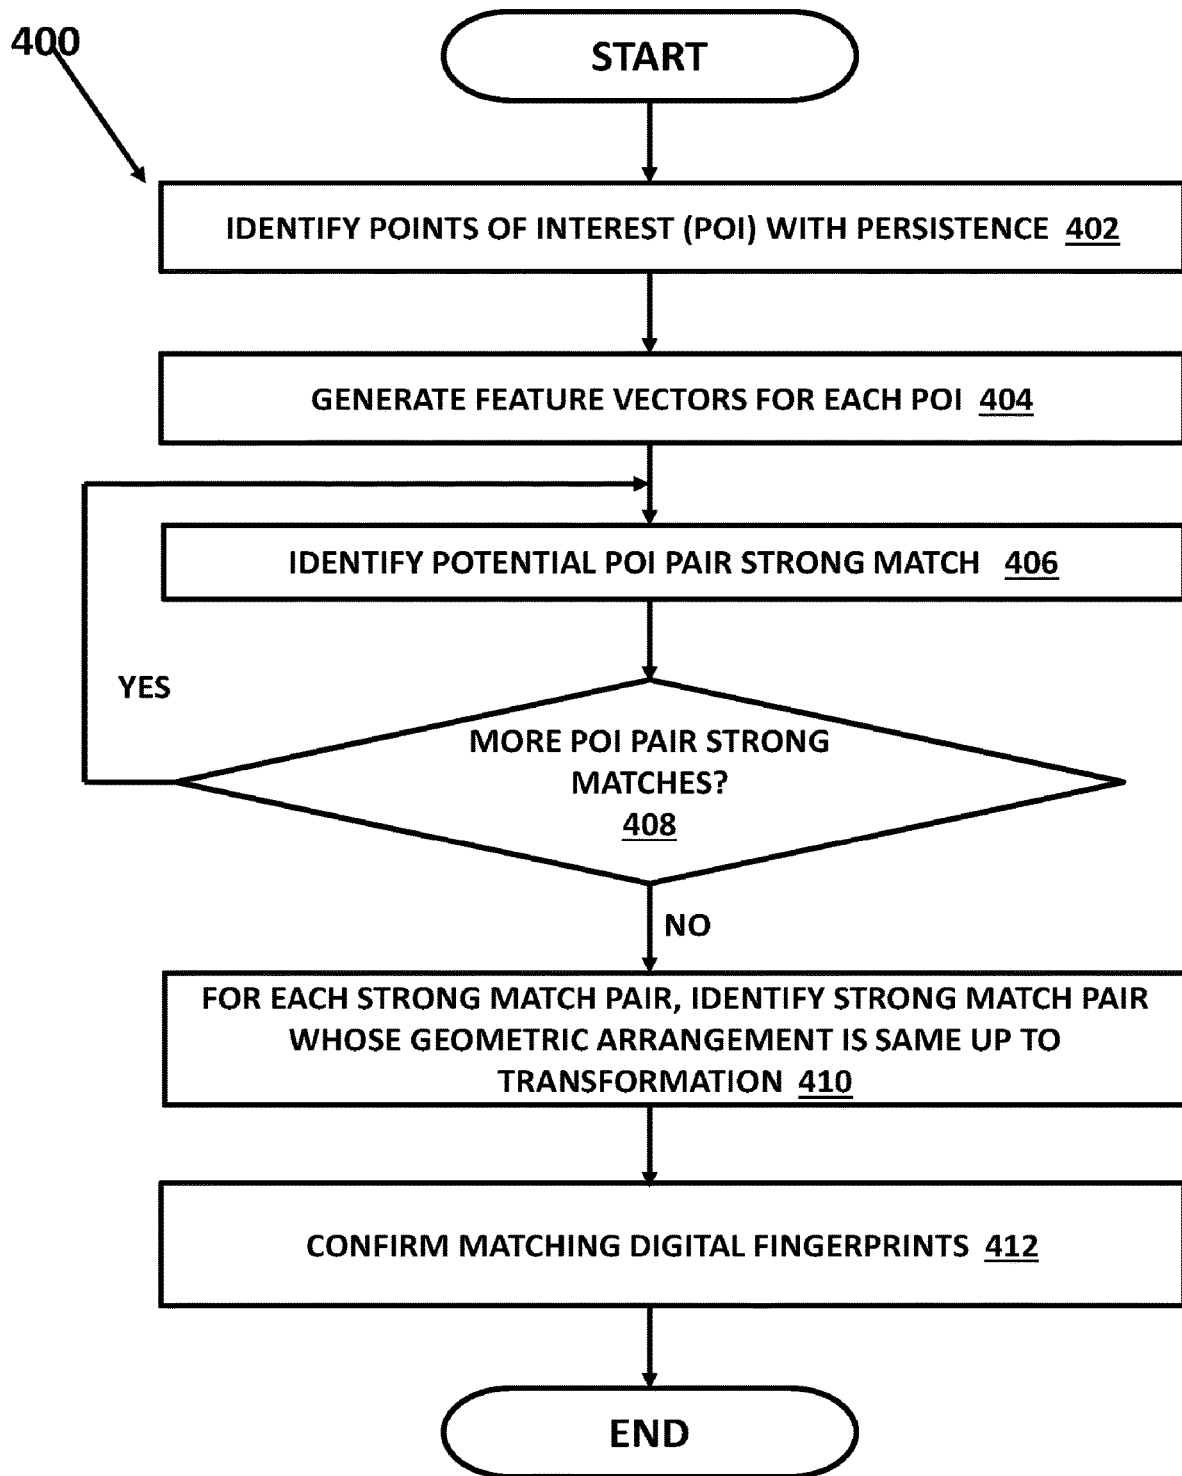 400
START
IDENTIFY POINTS OF INTEREST (POI) WITH PERSISTENCE 402
GENERATE FEATURE VECTORS FOR EACH POI 404
IDENTIFY POTENTIAL POI PAIR STRONG MATCH 406
YES
MORE POI PAIR STRONG
MATCHES?
408
NO
FOR EACH STRONG MATCH PAIR, IDENTIFY STRONG MATCH PAIR
WHOSE GEOMETRIC ARRANGEMENT IS SAME UP TO
TRANSFORMATION 410
CONFIRM MATCHING DIGITAL FINGERPRINTS 412
END